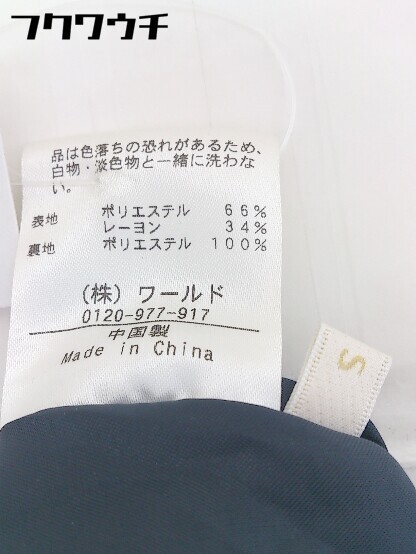 フクワウチ
品は色落ちの恐れがあるため、
白物・淡色物と一緒に洗わな
い。
表地 ポリエステル 66%
レーヨン 34%
裏地 ポリエステル 100%
(株) ワールド
0120-977-917
中国製
Made in China
S